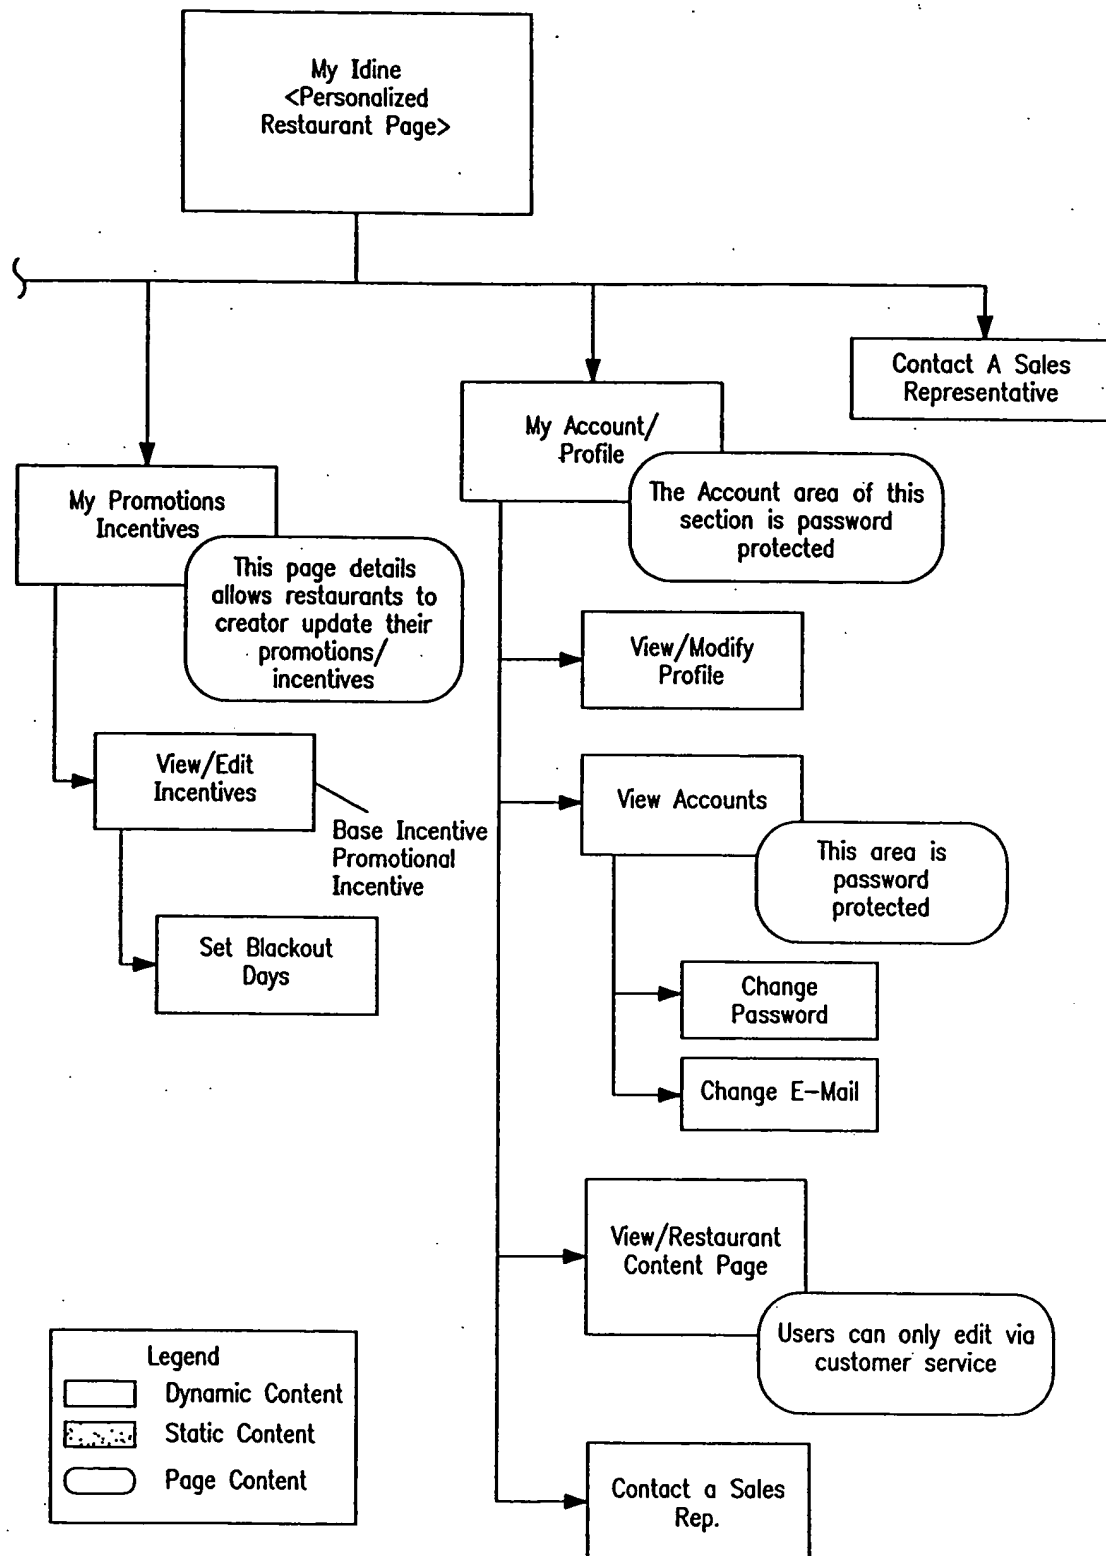 My Idine
<Personalized
Restaurant Page>
Contact A Sales
Representative
My Account/
Profile
The Account area of this
section is password
protected
My Promotions
Incentives
This page details
allows restaurants to
creator update their
promotions/
incentives
View/Modify
Profile
View/Edit
Incentives
Base Incentive
Promotional
Incentive
View Accounts
This area is
password
protected
Set Blackout
Days
Change
Password
Change E-Mail
View/Restaurant
Content Page
Users can only edit via
customer service
Legend
Dynamic Content
Static Content
Page Content
Contact a Sales
Rep.